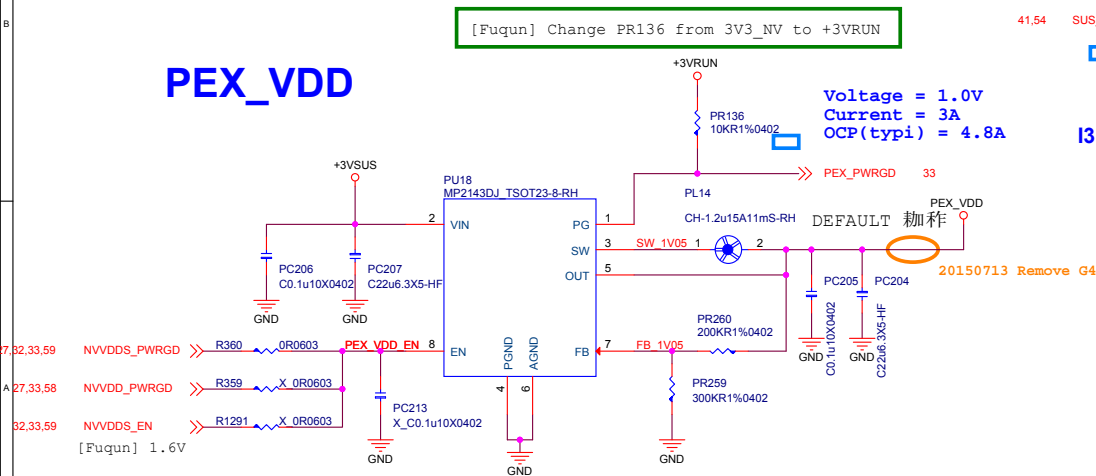 B
[Fuqun] Change PR136 from 3V3_NV to +3VRUN
41,54 SUS
PEX_VDD
+3VRUN
Voltage = 1.0V
Current = 3A
OCP(typi) = 4.8A
PR136
10KR1%0402
I3
+3VSUS
PEX_PWRGD 33
PU18
MP2143DJ_TSOT23-8-RH
PL14
CH-1.2u15A11mS-RH
DEFAULT 粷祚
PEX_VDD
2 VIN
PG 1
SW 3 SW_1V05 1 2
OUT 5
20150713 Remove G4
PC206
C0.1u10X0402
PC207
C22u6.3X5-HF
PC205
C0.1u10X0402
PC204
C22u6.3X5-HF
GND
GND
GND
GND
PR260
200KR1%0402
27,32,33,59 NVVDDS_PWRGD R360 0R0603 PEX_VDD_EN 8 EN
FB 7 FB_1V05
PGND
AGND
4
6
A
27,33,58 NVVDD_PWRGD R359 X_0R0603
PR259
300KR1%0402
PC213
X_C0.1u10X0402
32,33,59 NVVDDS_EN R1291 X_0R0603
[Fuqun] 1.6V
GND
GND
GND